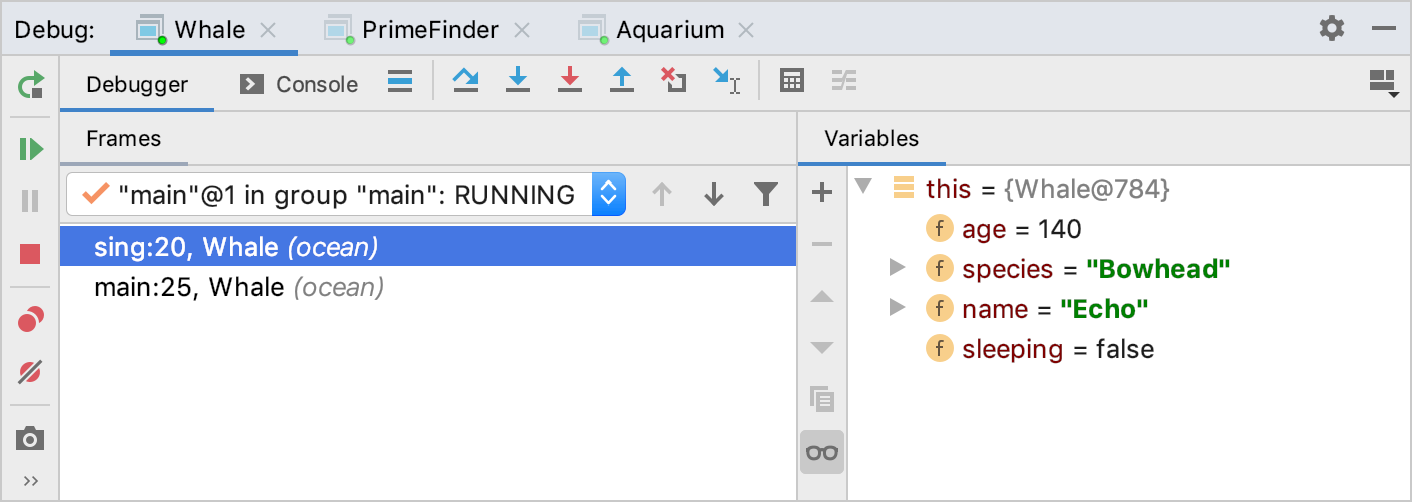 Debug: Whale PrimeFinder Aquarium
Debugger Console
Frames
Variables
"main"@1 in group "main": RUNNING
sing:20, Whale (ocean)
main:25, Whale (ocean)
this = {Whale@784}
f age = 140
f species = "Bowhead"
f name = "Echo"
f sleeping = false